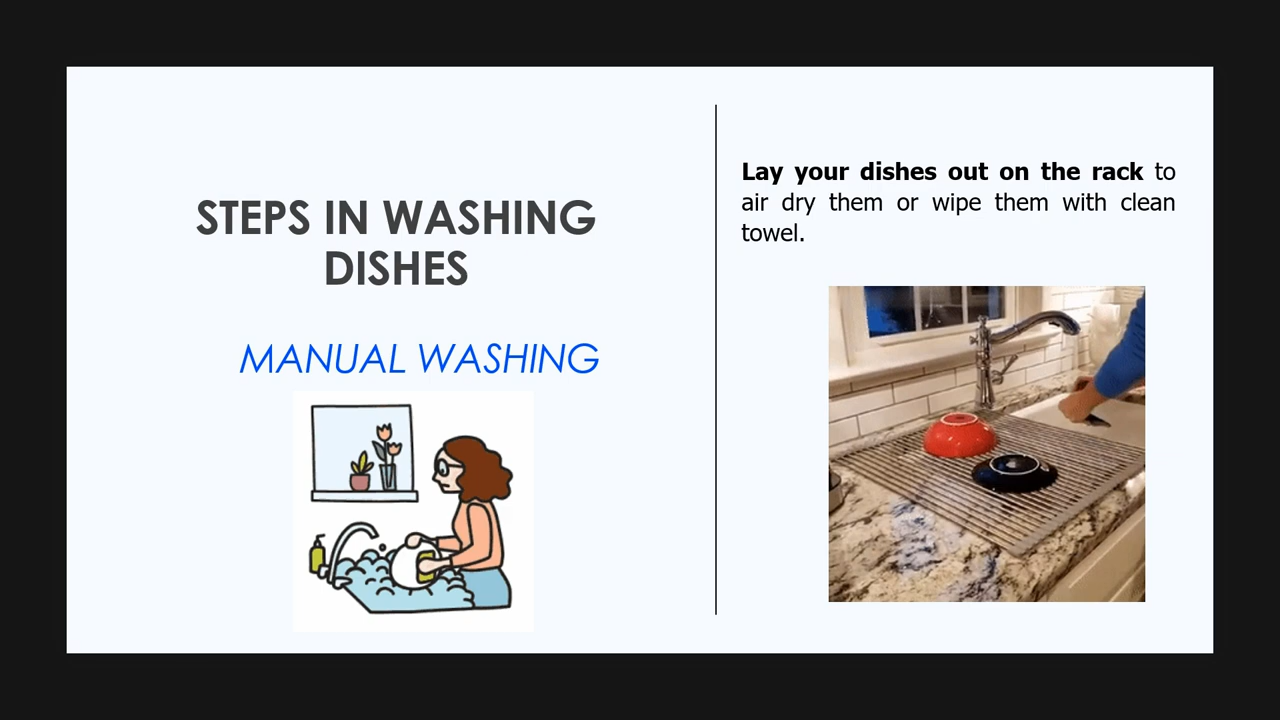 STEPS IN WASHING
DISHES
MANUAL WASHING
Lay your dishes out on the rack to
air dry them or wipe them with clean
towel.